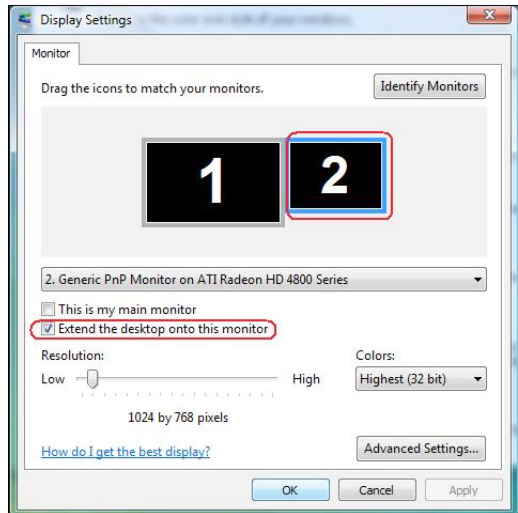 Display Settings
Monitor
Drag the icons to match your monitors.
Identify Monitors
1
2
2. Generic PnP Monitor on ATI Radeon HD 4800 Series
This is my main monitor
Extend the desktop onto this monitor
Resolution:
Colors:
Low
High
Highest (32 bit)
1024 by 768 pixels
How do I get the best display?
Advanced Settings...
OK
Cancel
Apply